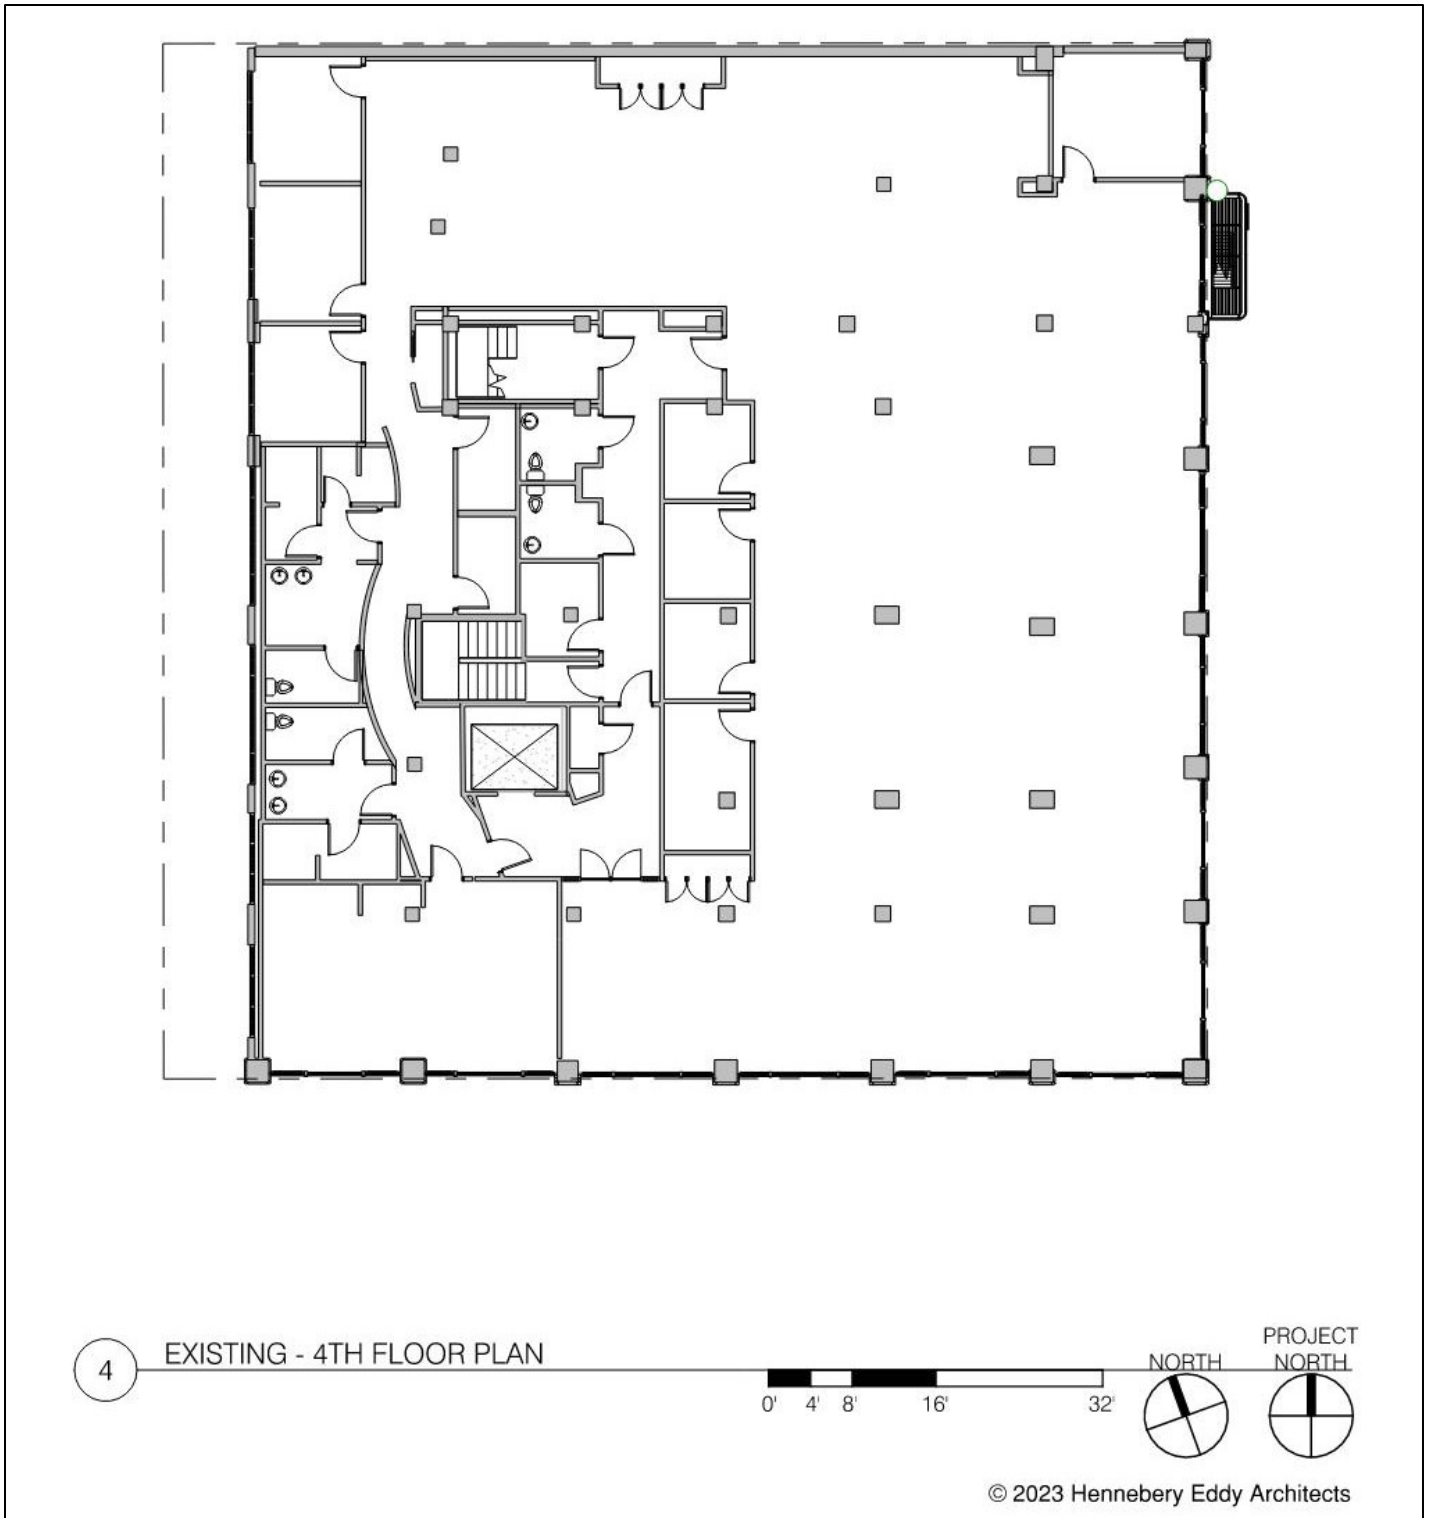 4
EXISTING - 4TH FLOOR PLAN
0' 4' 8' 16' 32'
NORTH
PROJECT
NORTH
© 2023 Hennebery Eddy Architects